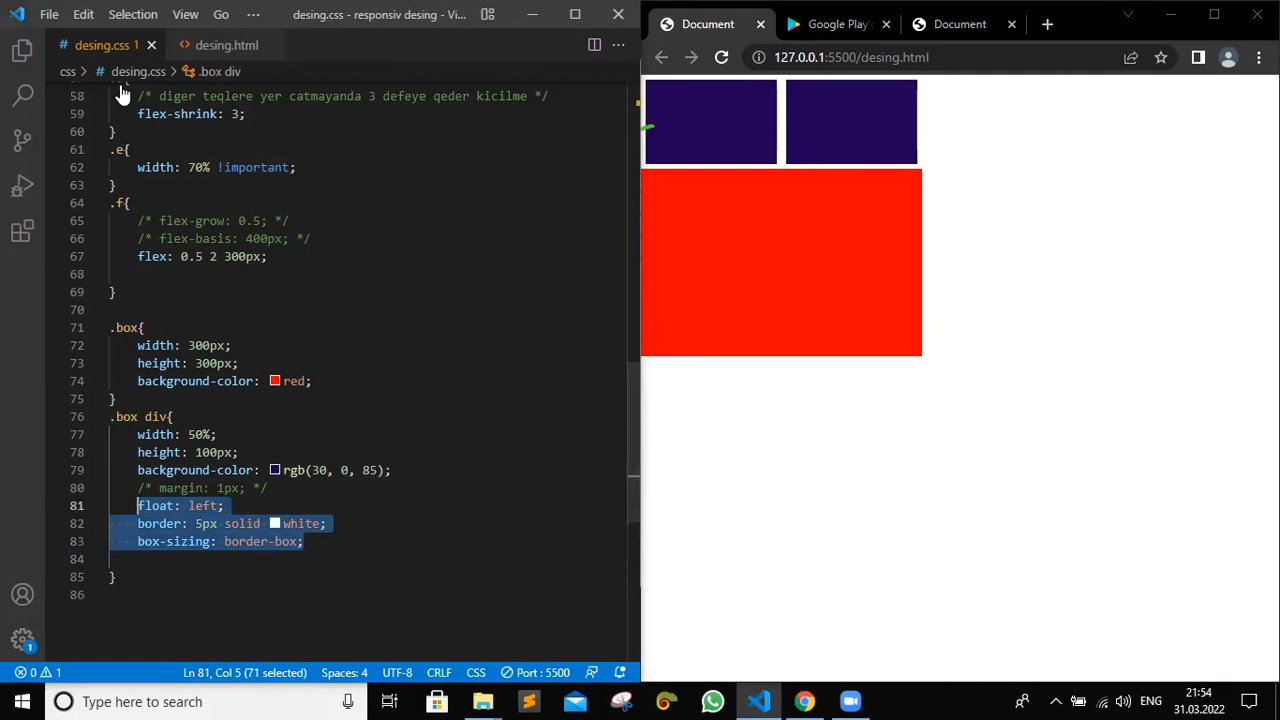 File Edit Selection View Go ··· desing.css - responsiv desing - Vi...
# desing.css 1 <> desing.html ···
css > # desing.css > .box div
58 /* diger teqlere yer catmayanda 3 defeye qeder kicilme */
59 flex-shrink: 3;
60 }
61 .e{
62 width: 70% !important;
63 }
64 .f{
65 /* flex-grow: 0.5; */
66 /* flex-basis: 400px; */
67 flex: 0.5 2 300px;
68
69 }
70
71 .box{
72 width: 300px;
73 height: 300px;
74 background-color: red;
75 }
76 .box div{
77 width: 50%;
78 height: 100px;
79 background-color: rgb(30, 0, 85);
80 /* margin: 1px; */
81 float: left;
82 border: 5px solid white;
83 box-sizing: border-box;
84
85 }
86
1
0 1 Ln 81, Col 5 (71 selected) Spaces: 4 UTF-8 CRLF CSS Port : 5500
Document Google Play' Document
127.0.0.1:5500/desing.html
Type here to search
ENG
21:54
31.03.2022